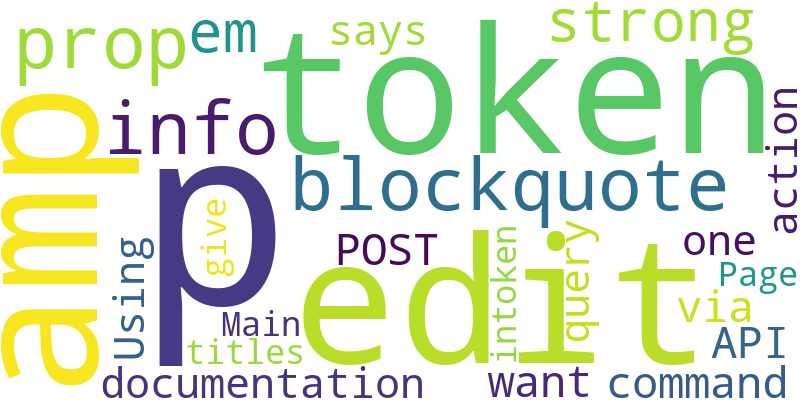 prop
em
says
strong
token
amp
info
p
blockquote
action
Using
give
POST
edit
intoken
query
one
Page
via
Main
titles
API
documentation
want
command